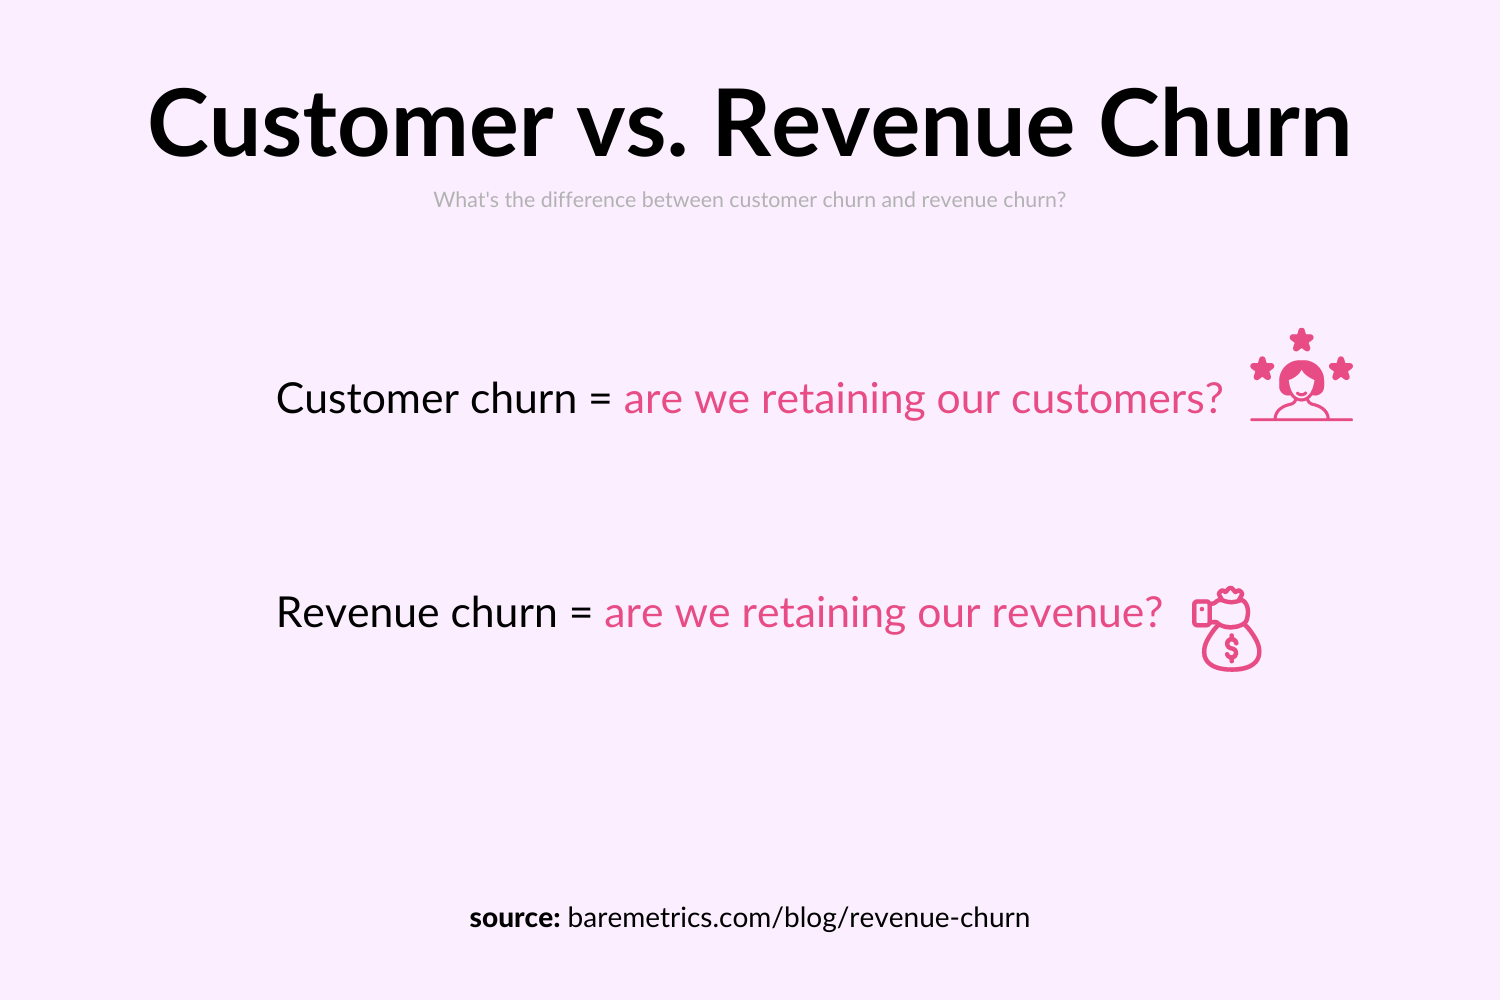 Customer vs. Revenue Churn
What's the difference between customer churn and revenue churn?
Customer churn = are we retaining our customers?
Revenue churn = are we retaining our revenue?
$
source: baremetrics.com/blog/revenue-churn